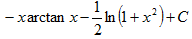 -x arctan x - 1/2 ln(1 + x²) + C